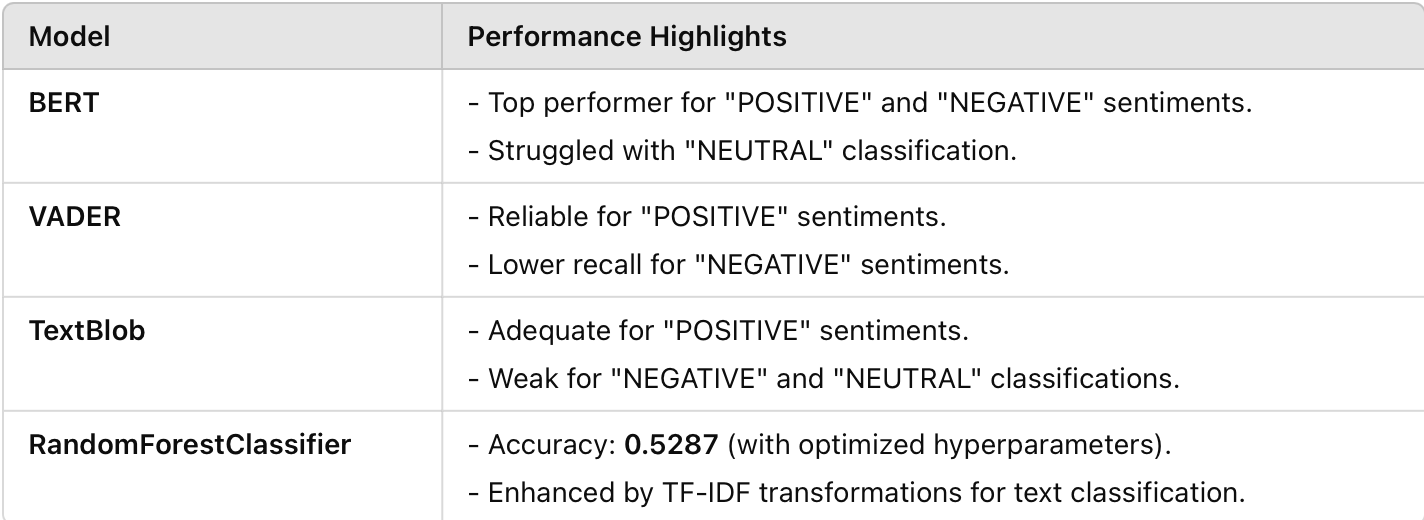 Model Performance Highlights
BERT - Top performer for "POSITIVE" and "NEGATIVE" sentiments.
- Struggled with "NEUTRAL" classification.
VADER - Reliable for "POSITIVE" sentiments.
- Lower recall for "NEGATIVE" sentiments.
TextBlob - Adequate for "POSITIVE" sentiments.
- Weak for "NEGATIVE" and "NEUTRAL" classifications.
RandomForestClassifier - Accuracy: 0.5287 (with optimized hyperparameters).
- Enhanced by TF-IDF transformations for text classification.